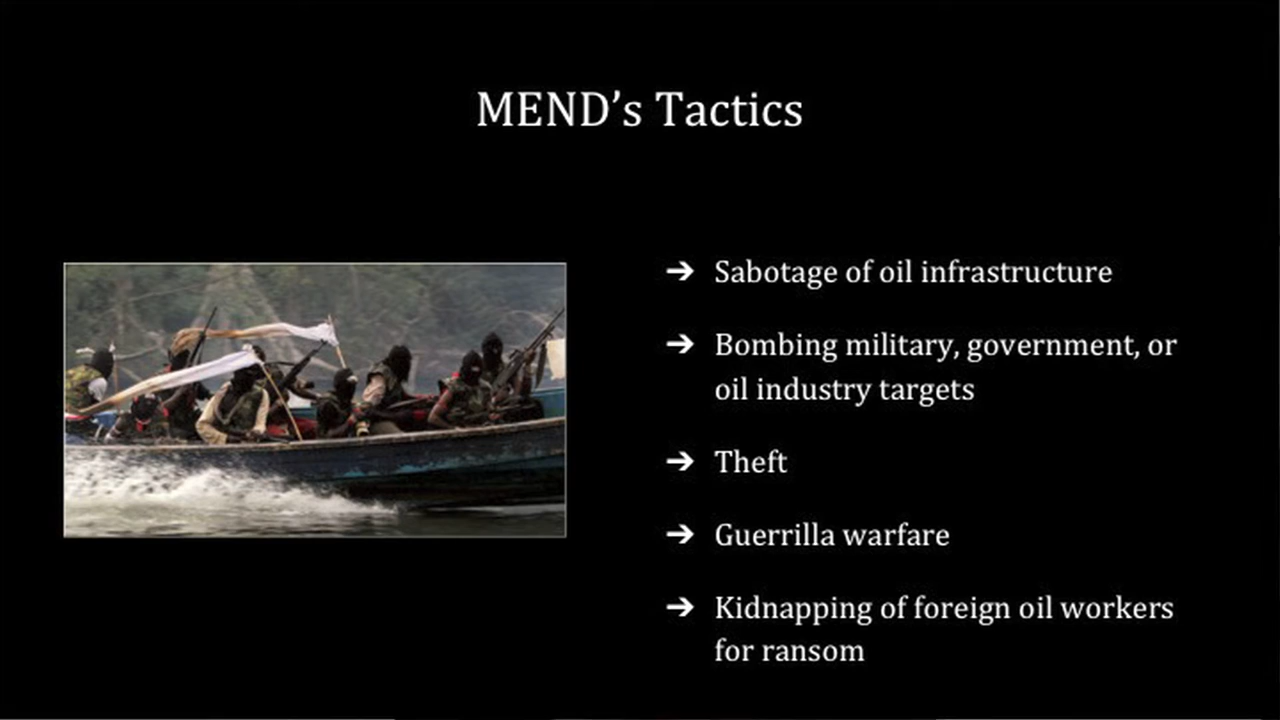 MEND’s Tactics
➔ Sabotage of oil infrastructure
➔ Bombing military, government, or
oil industry targets
➔ Theft
➔ Guerrilla warfare
➔ Kidnapping of foreign oil workers
for ransom